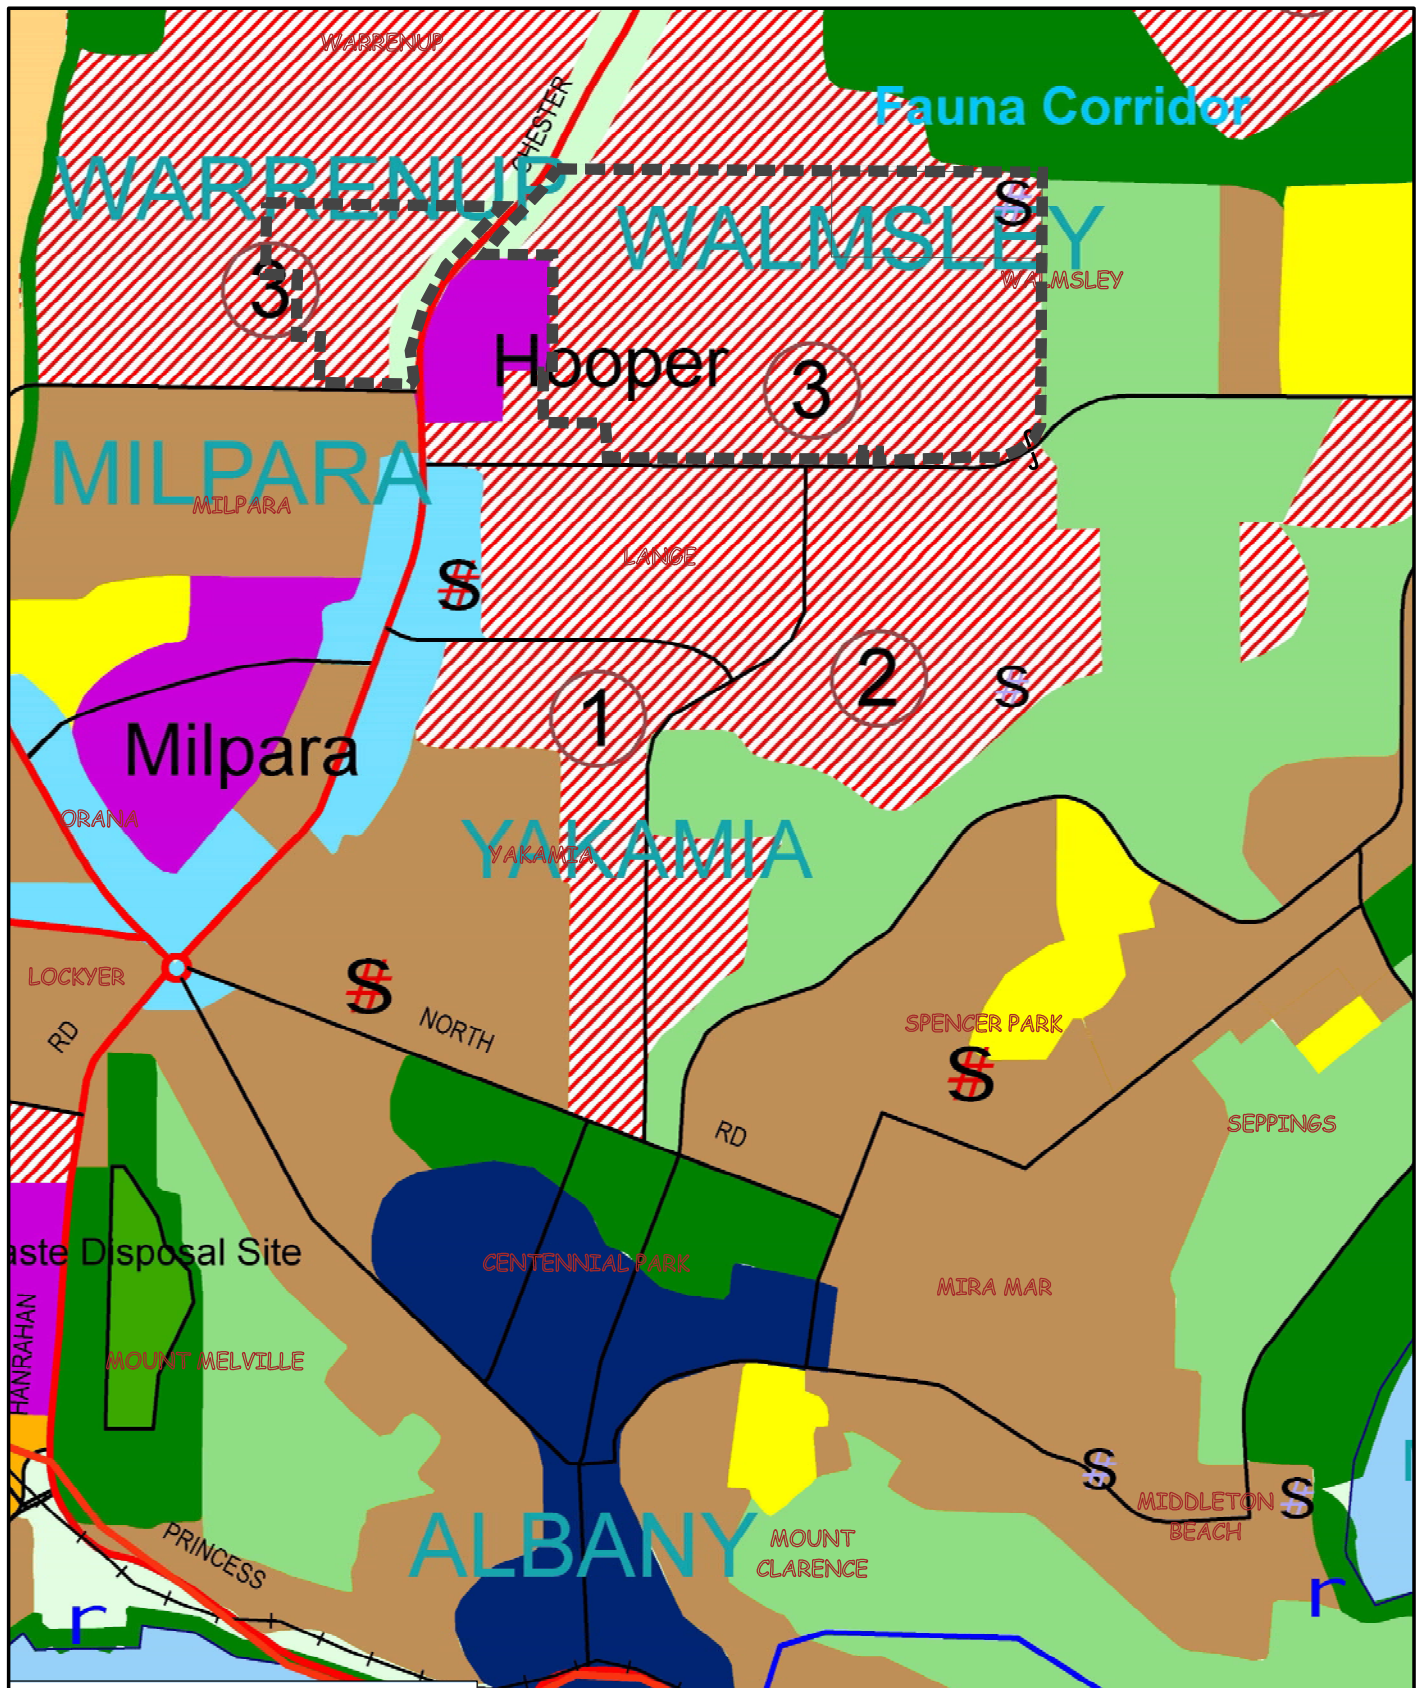 WARRENUP
CHESTER
Fauna Corridor
WARRENUP
WALMSLEY
S
WALMSLEY
3
Hooper
3
MILPARA
MILPARA
LANGE
S
1
2
S
Milpara
ORANA
YAKAMIA
YAKAMIA
LOCKYER
S
NORTH
RD
SPENCER PARK
S
RD
SEPPINGS
aste Disposal Site
CENTENNIAL PARK
MIRA MAR
HANRAHAN
MOUNT MELVILLE
S
S
MIDDLETON
BEACH
ALBANY
MOUNT
CLARENCE
PRINCESS
r
r